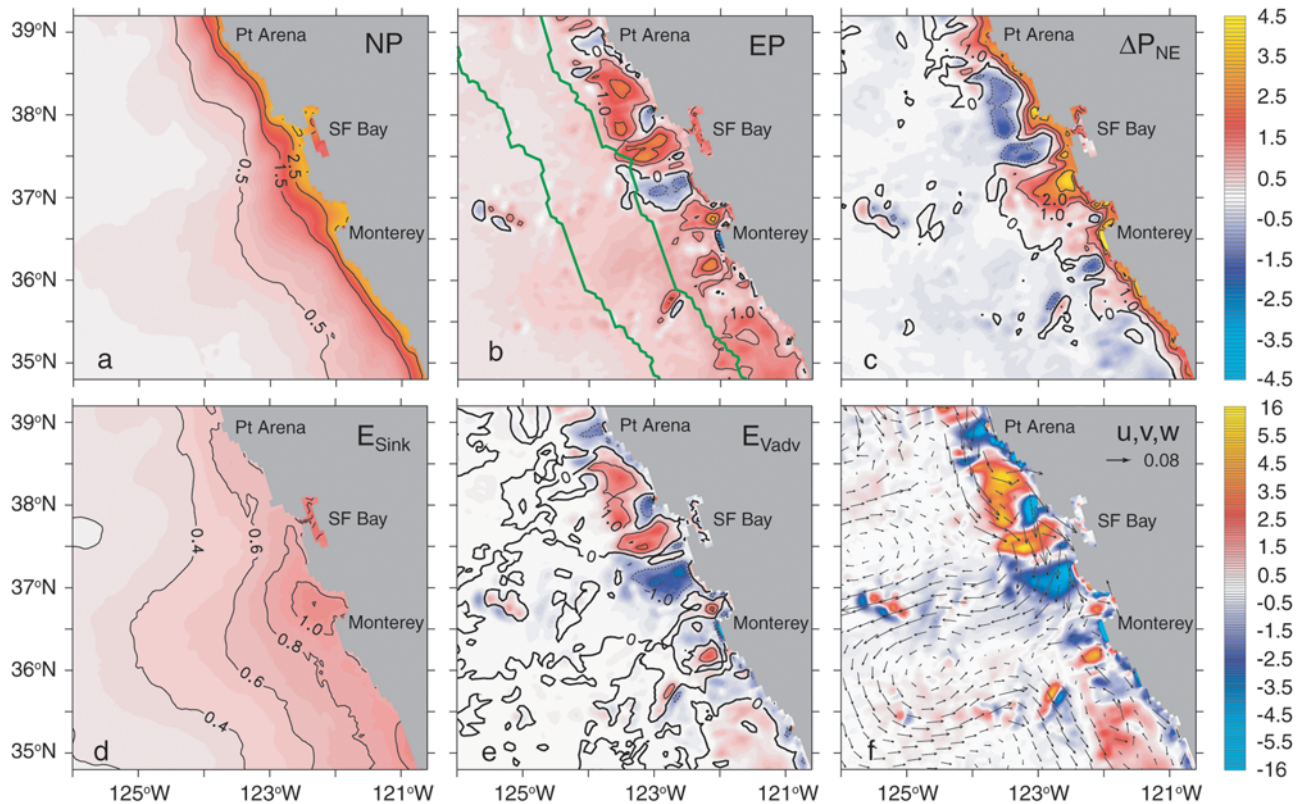 39°N
38°N
37°N
36°N
35°N
Pt Arena
NP
SF Bay
2.5
2.5
1.5
0.5
Monterey
0.5
a
Pt Arena
EP
0
1.0
SF Bay
0
Monterey
1.0
b
Pt Arena
ΔP_NE
0
SF Bay
2.0
1.0
Monterey
0
c
4.5
3.5
2.5
1.5
0.5
-0.5
-1.5
-2.5
-3.5
-4.5
39°N
38°N
37°N
36°N
35°N
Pt Arena
E_Sink
SF Bay
0.4
0.6
1.0
Monterey
0.8
0.6
0.4
d
125°W
123°W
121°W
Pt Arena
E_Vadv
1.0
SF Bay
0
-1.0
Monterey
0
0
e
125°W
123°W
121°W
Pt Arena
u,v,w
0.08
SF Bay
Monterey
f
125°W
123°W
121°W
16
5.5
4.5
3.5
2.5
1.5
0.5
-0.5
-1.5
-2.5
-3.5
-4.5
-5.5
-16